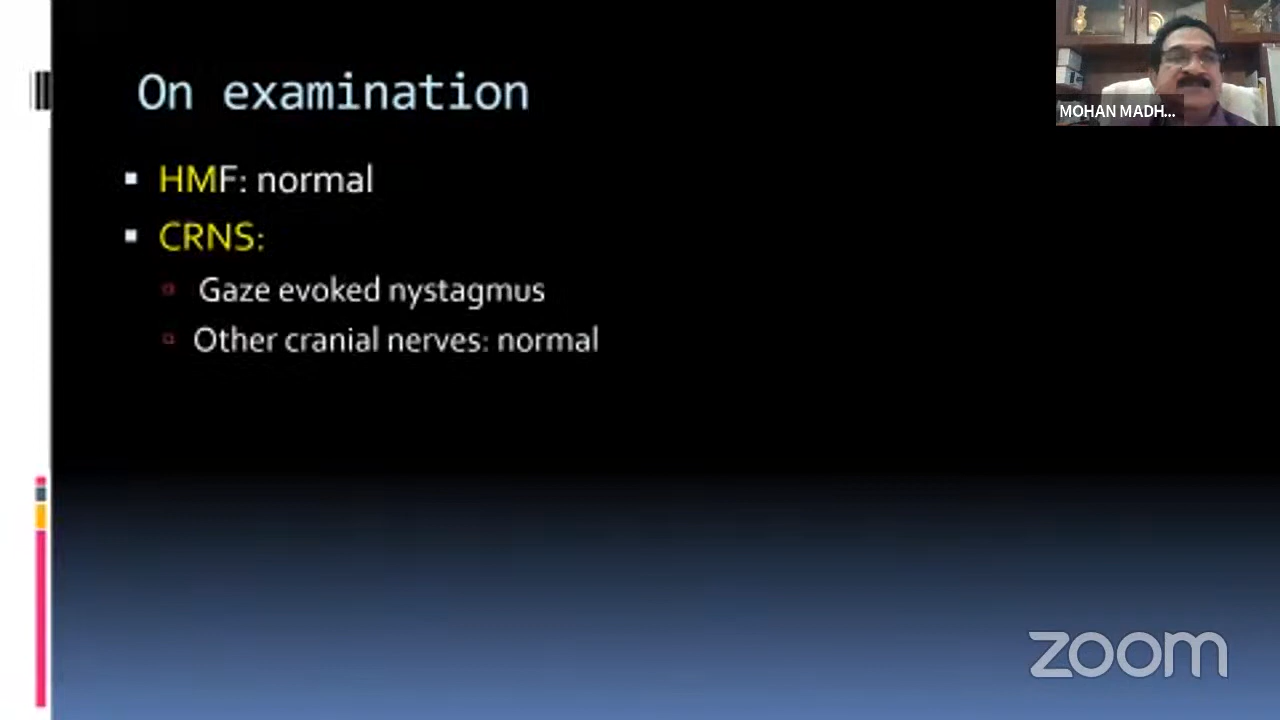 On examination
HMF: normal
CRNS:
Gaze evoked nystagmus
Other cranial nerves: normal
MOHAN MADH...
zoom